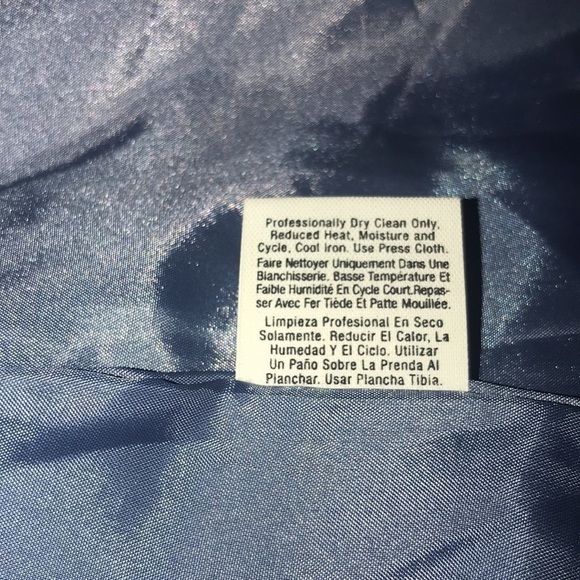 Professionally Dry Clean Only,
Reduced Heat, Moisture and
Cycle, Cool Iron. Use Press Cloth.
Faire Nettoyer Uniquement Dans Une
Blanchisserie. Basse Température Et
Faible Humidité En Cycle Court.Repas-
ser Avec Fer Tiède Et Patte Mouillée.
Limpieza Profesional En Seco
Solamente. Reducir El Calor, La
Humedad Y El Ciclo. Utilizar
Un Paño Sobre La Prenda Al
Planchar. Usar Plancha Tibia.